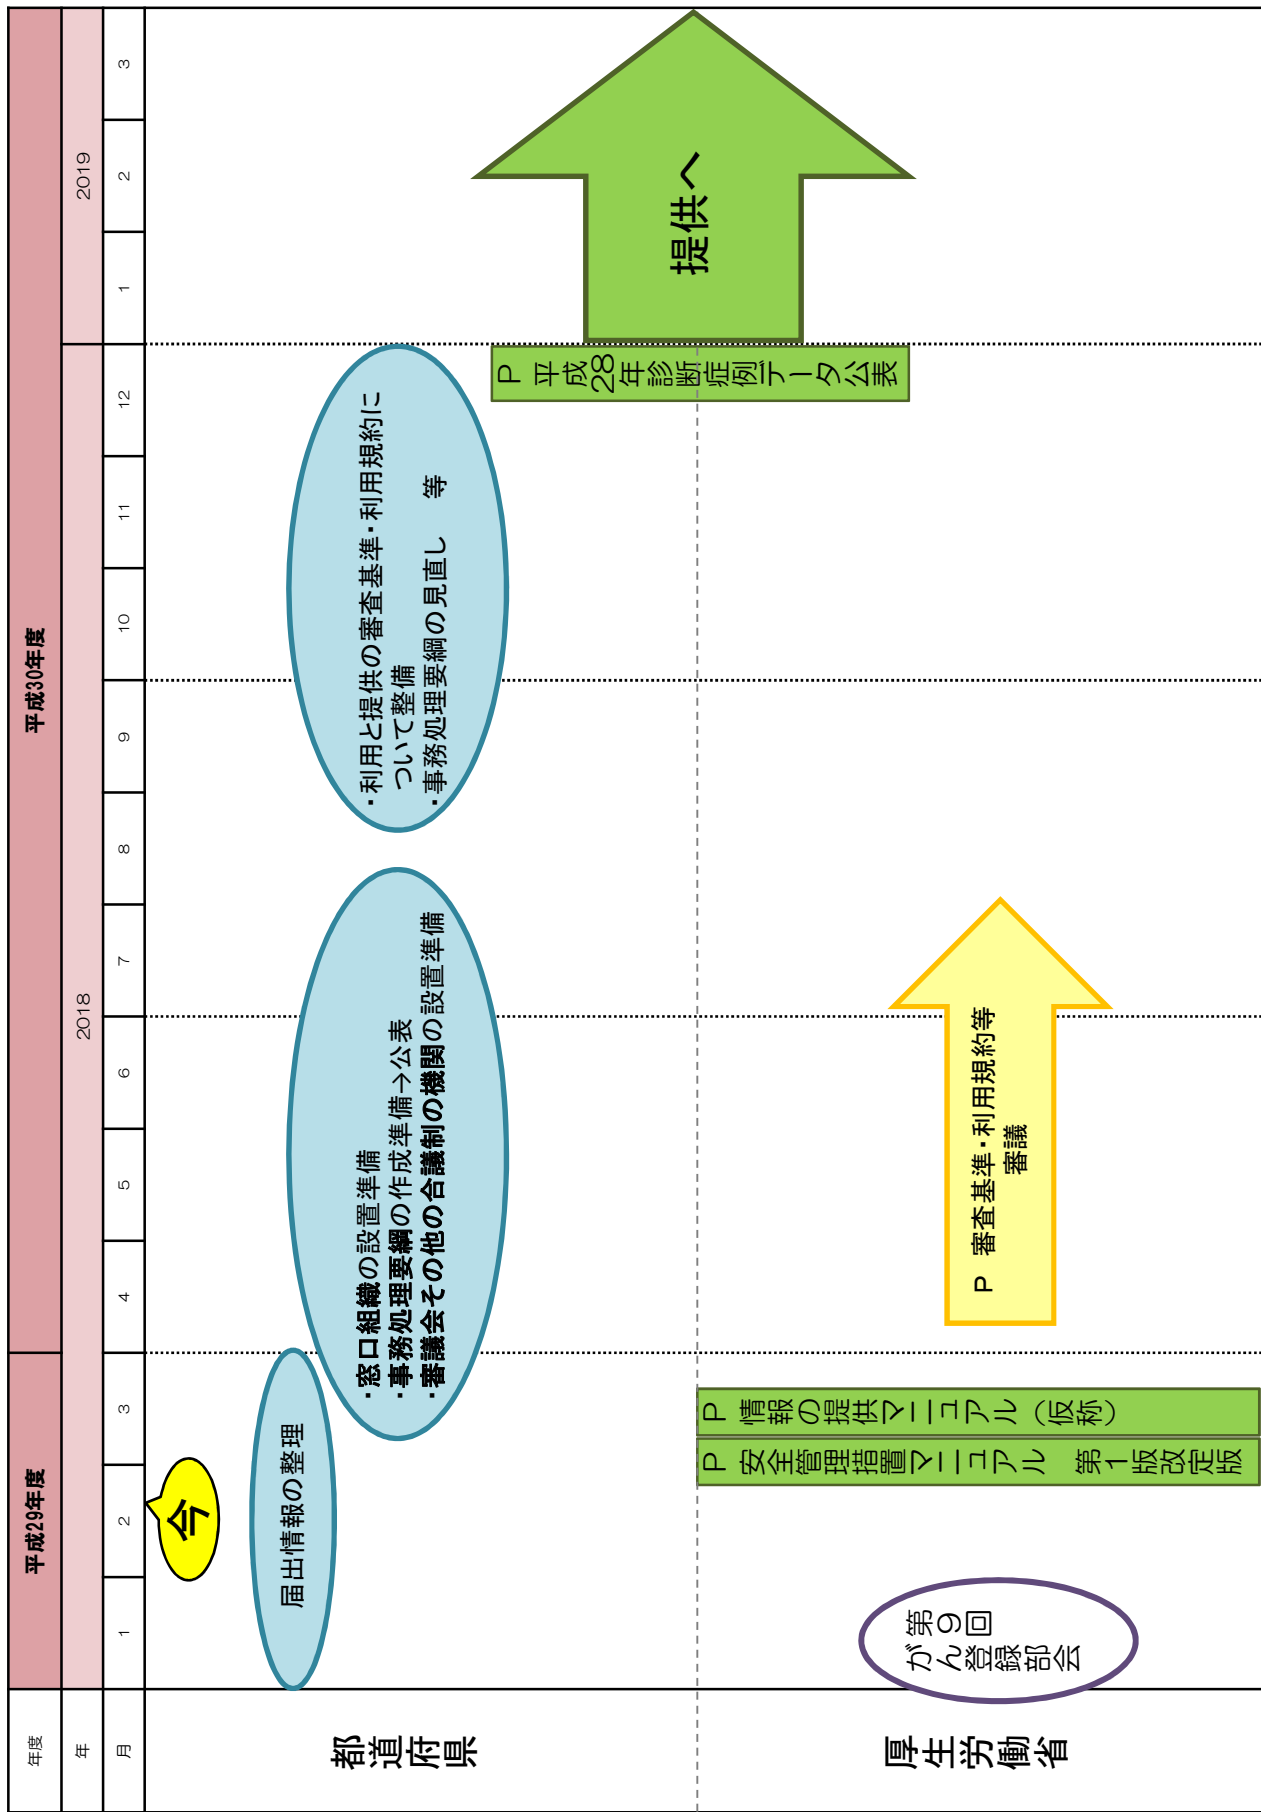 年度
平成29年度
平成30年度
年
2018
2019
月
1
2
3
4
5
6
7
8
9
10
11
12
1
2
3
今
都道府県
届出情報の整理
・窓口組織の設置準備
・事務処理要綱の作成準備→公表
・審議会その他の合議制の機関の設置準備
・利用と提供の審査基準・利用規約に
ついて整備
・事務処理要綱の見直し 等
P 平成28年診断症例データ公表
提供へ
厚生労働省
第9回
がん登録部会
P 情報の提供マニュアル（仮称）
P 安全管理措置マニュアル 第1版改定版
P 審査基準・利用規約等
審議